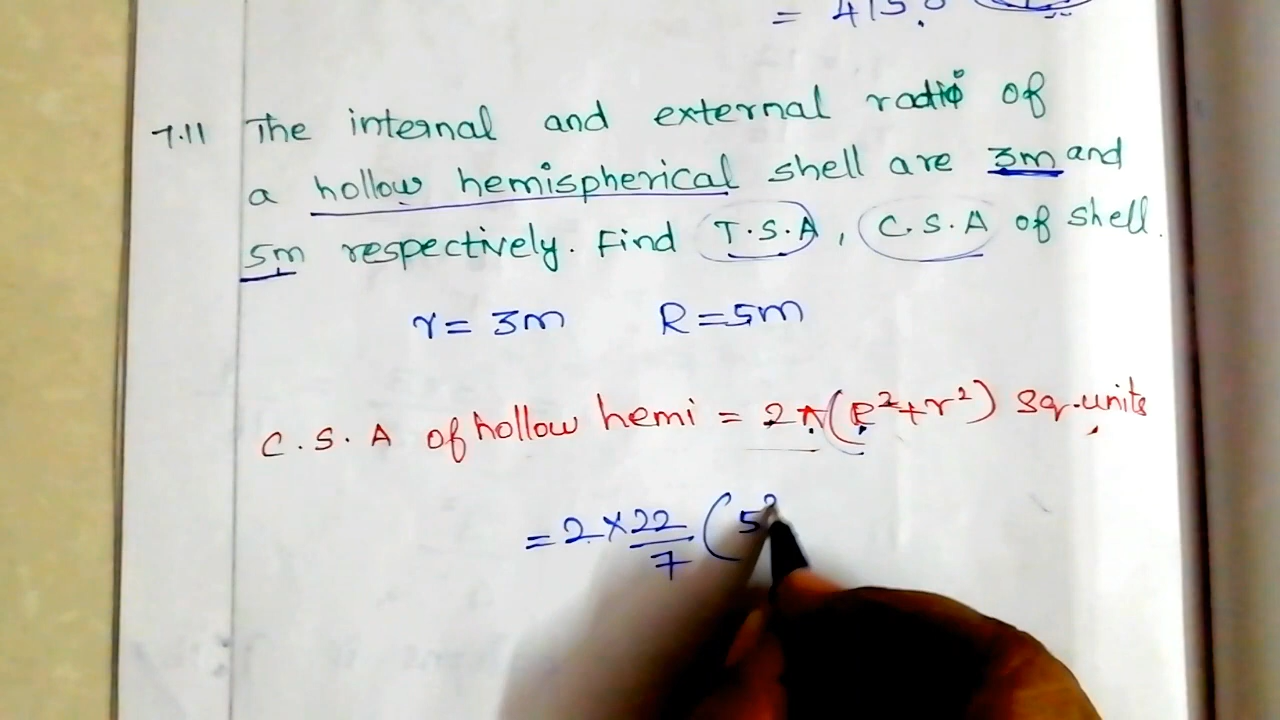 = 415.
7.11 The internal and external radii of
a hollow hemispherical shell are 3m and
5m respectively. Find T.S.A, C.S.A of shell.
r = 3m R = 5m
C.S.A of hollow hemi = 2π(R²+r²) sq.units
= 2 × 22/7 (5²